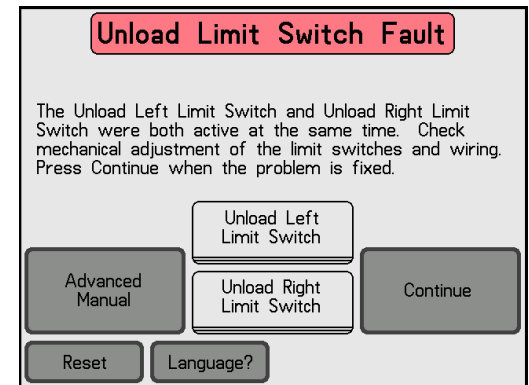 Unload Limit Switch Fault
The Unload Left Limit Switch and Unload Right Limit
Switch were both active at the same time. Check
mechanical adjustment of the limit switches and wiring.
Press Continue when the problem is fixed.
Unload Left
Limit Switch
Advanced
Manual
Unload Right
Limit Switch
Continue
Reset
Language?